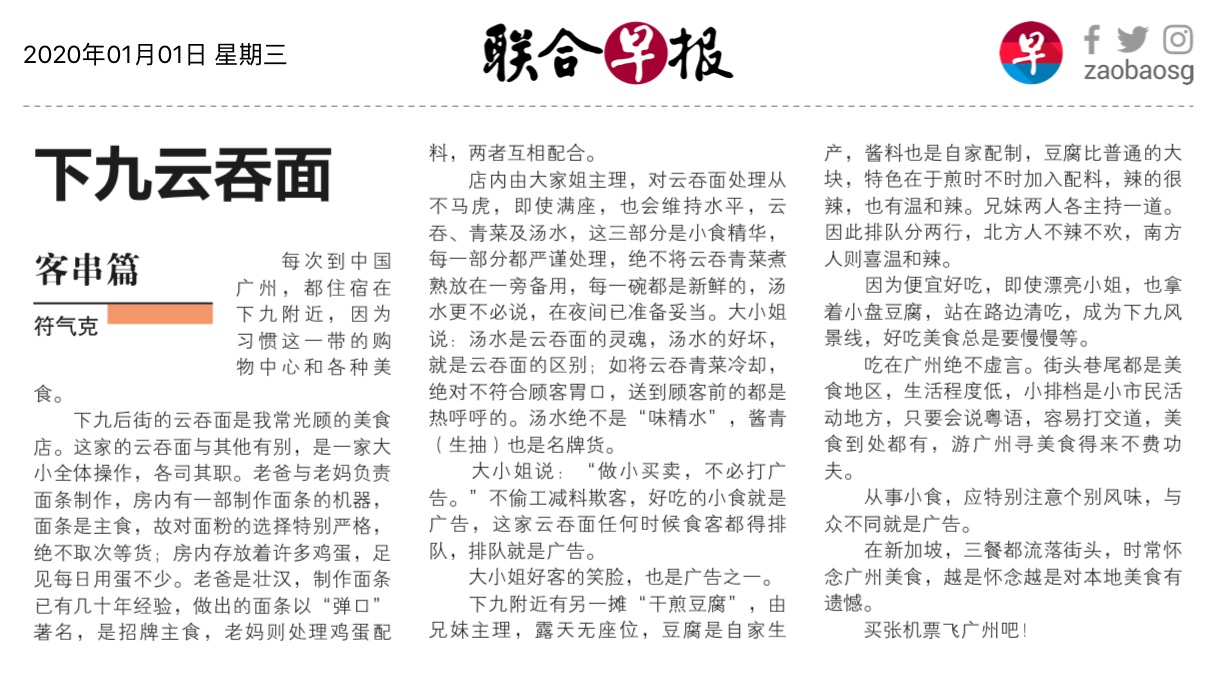 2020年01月01日 星期三
联合早报
早
zaobaosg
下九云吞面
客串篇
符气克
每次到中国
广州，都住宿在
下九附近，因为
习惯这一带的购
物中心和各种美
食。
下九后街的云吞面是我常光顾的美食
店。这家的云吞面与其他有别，是一家大
小全体操作，各司其职。老爸与老妈负责
面条制作，房内有一部制作面条的机器，
面条是主食，故对面粉的选择特别严格，
绝不取次等货；房内存放着许多鸡蛋，足
见每日用蛋不少。老爸是壮汉，制作面条
已有几十年经验，做出的面条以“弹口”
著名，是招牌主食，老妈则处理鸡蛋配
料，两者互相配合。
店内由大家姐主理，对云吞面处理从
不马虎，即使满座，也会维持水平，云
吞、青菜及汤水，这三部分是小食精华，
每一部分都严谨处理，绝不将云吞青菜煮
熟放在一旁备用，每一碗都是新鲜的，汤
水更不必说，在夜间已准备妥当。大小姐
说：汤水是云吞面的灵魂，汤水的好坏，
就是云吞面的区别；如将云吞青菜冷却，
绝对不符合顾客胃口，送到顾客前的都是
热呼呼的。汤水绝不是“味精水”，酱青
（生抽）也是名牌货。
大小姐说：“做小买卖，不必打广
告。”不偷工减料欺客，好吃的小食就是
广告，这家云吞面任何时候食客都得排
队，排队就是广告。
大小姐好客的笑脸，也是广告之一。
下九附近有另一摊“干煎豆腐”，由
兄妹主理，露天无座位，豆腐是自家生
产，酱料也是自家配制，豆腐比普通的大
块，特色在于煎时不时加入配料，辣的很
辣，也有温和辣。兄妹两人各主持一道。
因此排队分两行，北方人不辣不欢，南方
人则喜温和辣。
因为便宜好吃，即使漂亮小姐，也拿
着小盘豆腐，站在路边清吃，成为下九风
景线，好吃美食总是要慢慢等。
吃在广州绝不虚言。街头巷尾都是美
食地区，生活程度低，小排档是小市民活
动地方，只要会说粤语，容易打交道，美
食到处都有，游广州寻美食得来不费功
夫。
从事小食，应特别注意个别风味，与
众不同就是广告。
在新加坡，三餐都流落街头，时常怀
念广州美食，越是怀念越是对本地美食有
遗憾。
买张机票飞广州吧！